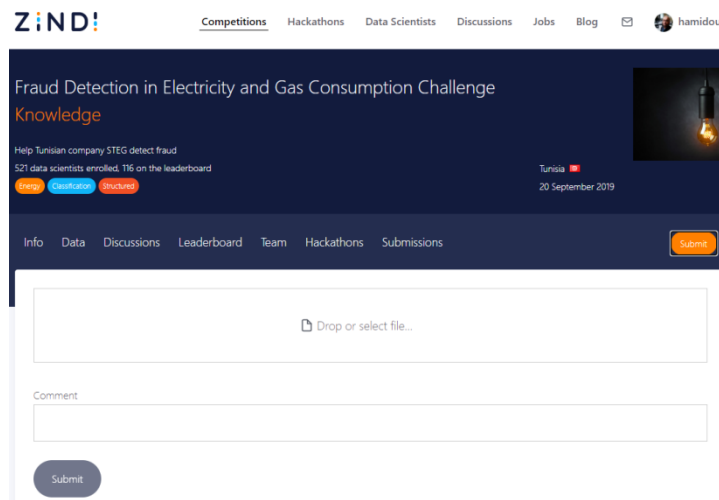 ZiND!
Competitions Hackathons Data Scientists Discussions Jobs Blog hamidou
Fraud Detection in Electricity and Gas Consumption Challenge
Knowledge
Help Tunisian company STEG detect fraud
521 data scientists enrolled, 116 on the leaderboard
Energy Classification Structured
Tunisia
20 September 2019
Info Data Discussions Leaderboard Team Hackathons Submissions Submit
Drop or select file...
Comment
Submit